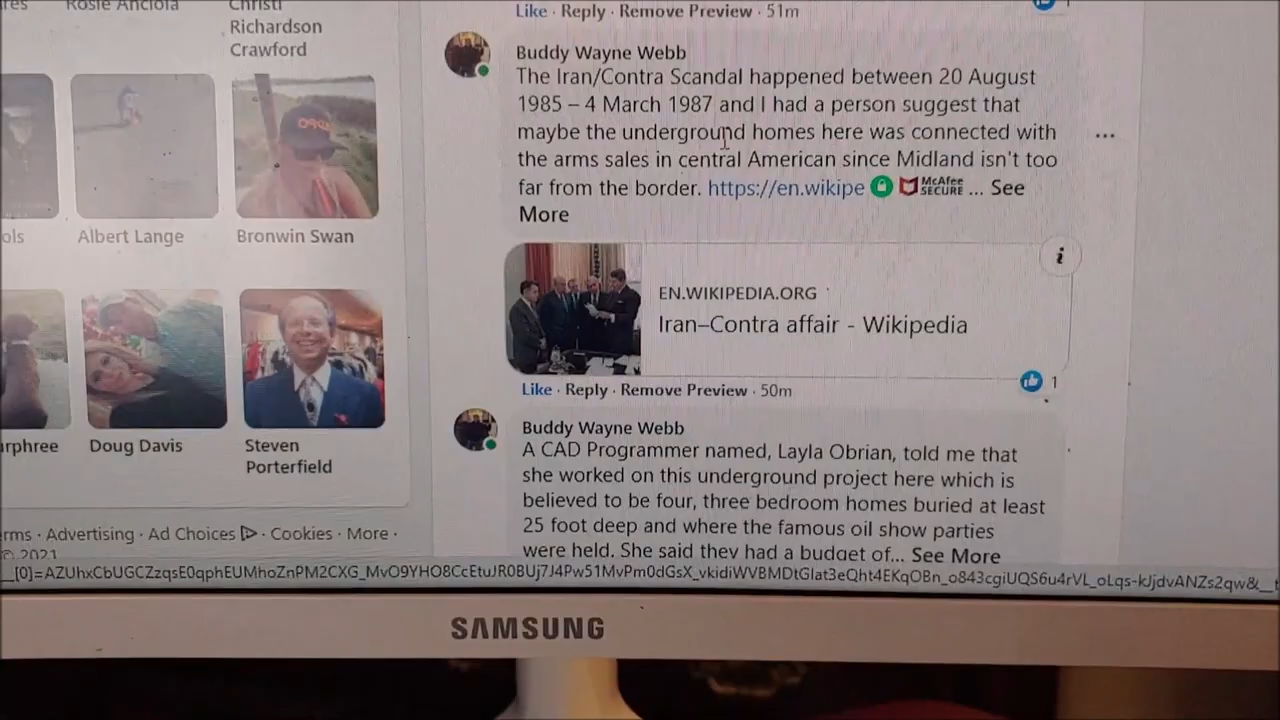 Rosie Anciola
Christi
Richardson
Crawford
ols
Albert Lange
Bronwin Swan
rphree
Doug Davis
Steven
Porterfield
rms · Advertising · Ad Choices · Cookies · More ·
© 2021
Like · Reply · Remove Preview · 51m
Buddy Wayne Webb
The Iran/Contra Scandal happened between 20 August
1985 – 4 March 1987 and I had a person suggest that
maybe the underground homes here was connected with
the arms sales in central American since Midland isn't too
far from the border. https://en.wikipe McAfee SECURE ... See
More
EN.WIKIPEDIA.ORG
Iran–Contra affair - Wikipedia
Like · Reply · Remove Preview · 50m
1
Buddy Wayne Webb
A CAD Programmer named, Layla Obrian, told me that
she worked on this underground project here which is
believed to be four, three bedroom homes buried at least
25 foot deep and where the famous oil show parties
were held. She said they had a budget of... See More
SAMSUNG